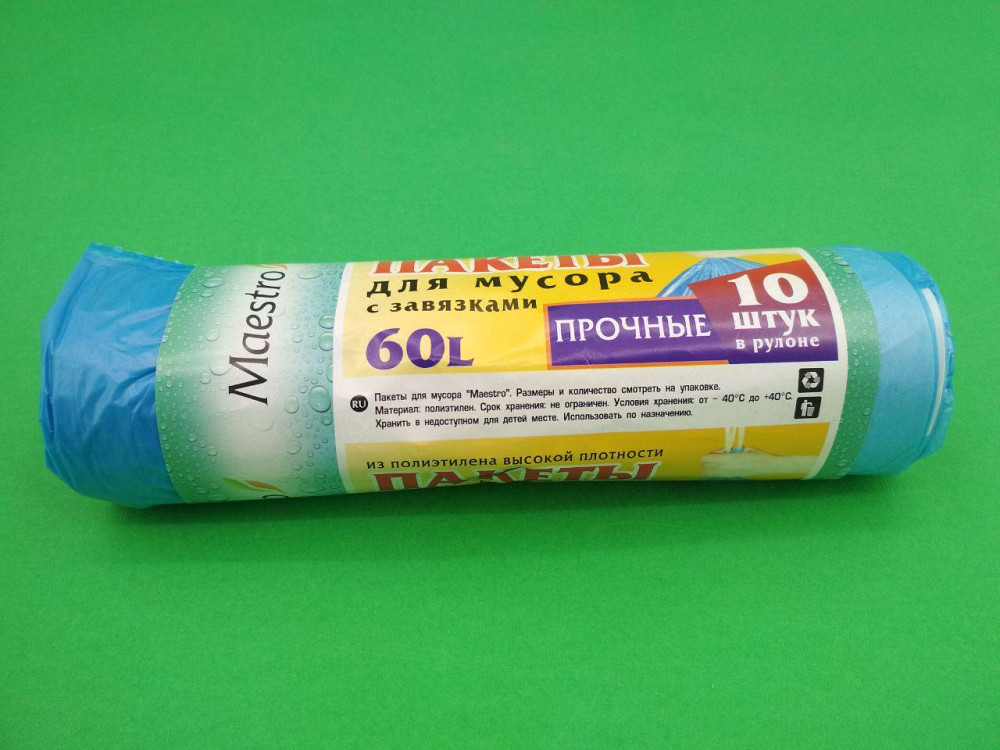 Maestro
ПАКЕТЫ
для мусора
с завязками
60L
ПРОЧНЫЕ
10
ШТУК
в рулоне
RU
Пакеты для мусора "Maestro". Размеры и количество смотреть на упаковке.
Материал: полиэтилен. Срок хранения: не ограничен. Условия хранения: от - 40°C до +40°C.
Хранить в недоступном для детей месте. Использовать по назначению.
ИЗ ПОЛИЭТИЛЕНА ВЫСОКОЙ ПЛОТНОСТИ
ПАКЕТЫ